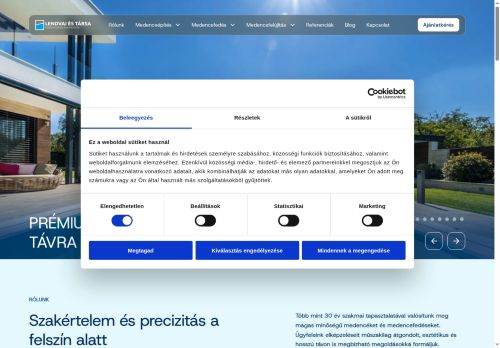 LENDVAI ÉS TÁRSA
Rólunk
Medenceépítés
Medencefedés
Medencefelújítás
Referenciák
Blog
Kapcsolat
Ajánlatkérés
Cookiebot
by Usercentrics
Beleegyezés
Részletek
A sütikről
Ez a weboldal sütiket használ
Sütiket használunk a tartalmak és hirdetések személyre szabásához, közösségi funkciók biztosításához, valamint
weboldalforgalmunk elemzéséhez. Ezenkívül közösségi média-, hirdető- és elemező partnereinkkel megosztjuk az Ön
weboldalhasználatra vonatkozó adatait, akik kombinálhatják az adatokat más olyan adatokkal, amelyeket Ön adott meg
számukra vagy az Ön által használt más szolgáltatásokból gyűjtöttek.
Elengedhetetlen
Beállítások
Statisztikai
Marketing
Megtagad
Kiválasztás engedélyezése
Mindennek a megengedése
PRÉMIU
TÁVRA
RÓLUNK
Szakértelem és precizitás a
felszín alatt
Több mint 30 év szakmai tapasztalatával valósítunk meg
magas minőségű medencéket és medencefedéseket.
Ügyfeleink elképzeléseit műszakilag átgondolt, esztétikus és
hosszú távon is megbízható megoldásokká formáljuk.